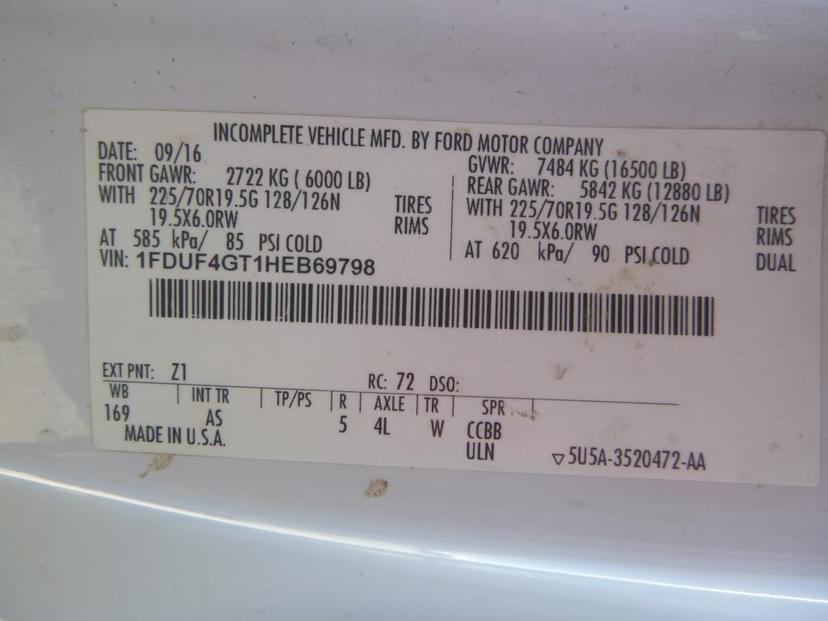 INCOMPLETE VEHICLE MFD. BY FORD MOTOR COMPANY
DATE: 09/16 GVWR: 7484 KG (16500 LB)
FRONT GAWR: 2722 KG ( 6000 LB) REAR GAWR: 5842 KG (12880 LB)
WITH 225/70R19.5G 128/126N TIRES WITH 225/70R19.5G 128/126N TIRES
19.5X6.0RW RIMS 19.5X6.0RW RIMS
AT 585 kPa/ 85 PSI COLD AT 620 kPa/ 90 PSI COLD DUAL
VIN: 1FDUF4GT1HEB69798
EXT PNT: Z1 RC: 72 DSO:
WB INT TR TP/PS R AXLE TR SPR
169 AS 5 4L W CCBB
MADE IN U.S.A. ULN ▽5U5A-3520472-AA